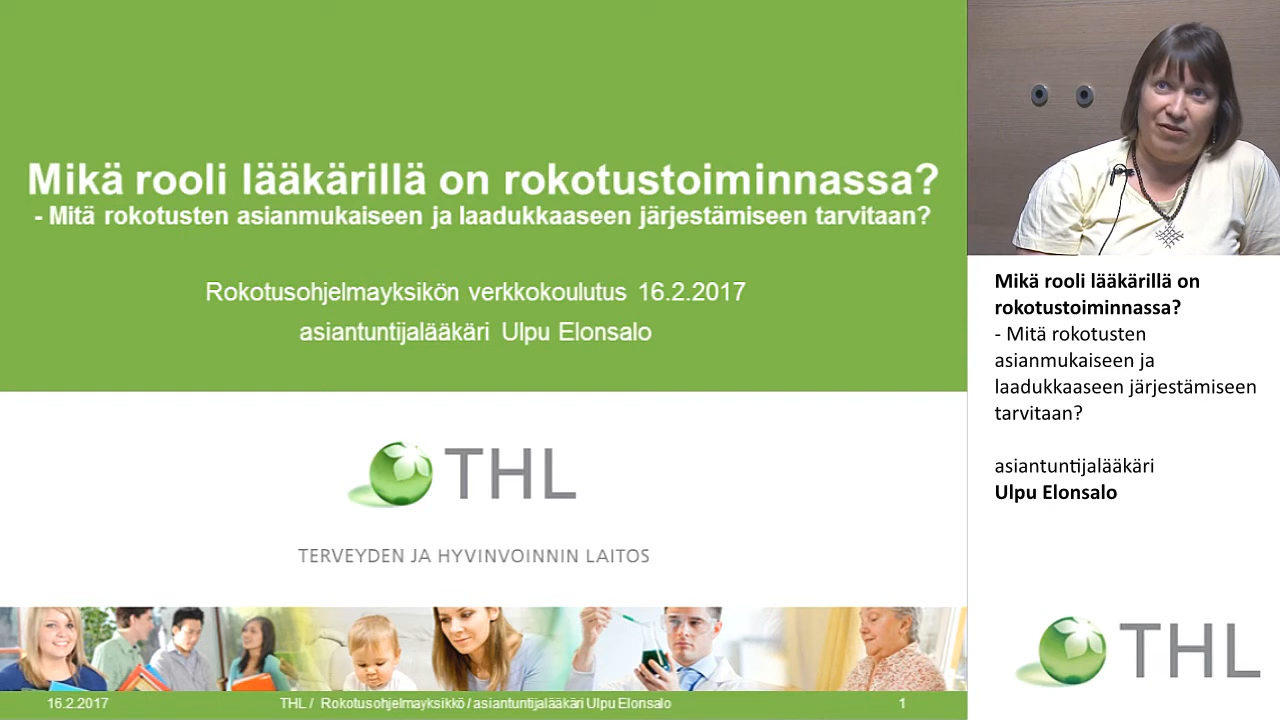 Mikä rooli lääkärillä on rokotustoiminnassa?
- Mitä rokotusten asianmukaiseen ja laadukkaaseen järjestämiseen tarvitaan?
Rokotusohjelmayksikön verkkokoulutus 16.2.2017
asiantuntijalääkäri Ulpu Elonsalo
THL
TERVEYDEN JA HYVINVOINNIN LAITOS
16.2.2017
THL / Rokotusohjelmayksikkö / asiantuntijalääkäri Ulpu Elonsalo
1
Mikä rooli lääkärillä on
rokotustoiminnassa?
- Mitä rokotusten
asianmukaiseen ja
laadukkaaseen järjestämiseen
tarvitaan?
asiantuntijalääkäri
Ulpu Elonsalo
THL